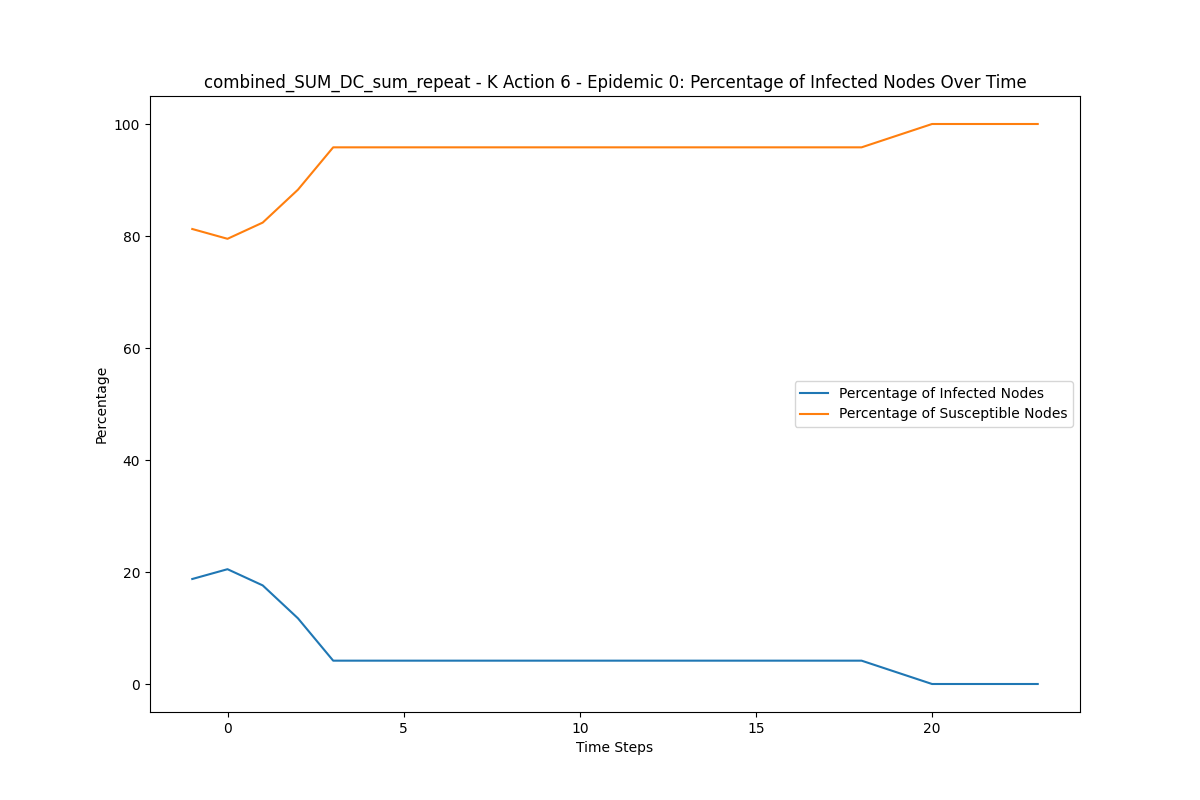 combined_SUM_DC_sum_repeat - K Action 6 - Epidemic 0: Percentage of Infected Nodes Over Time
100
80
60
40
20
0
Percentage
Percentage of Infected Nodes
Percentage of Susceptible Nodes
0 5 10 15 20
Time Steps